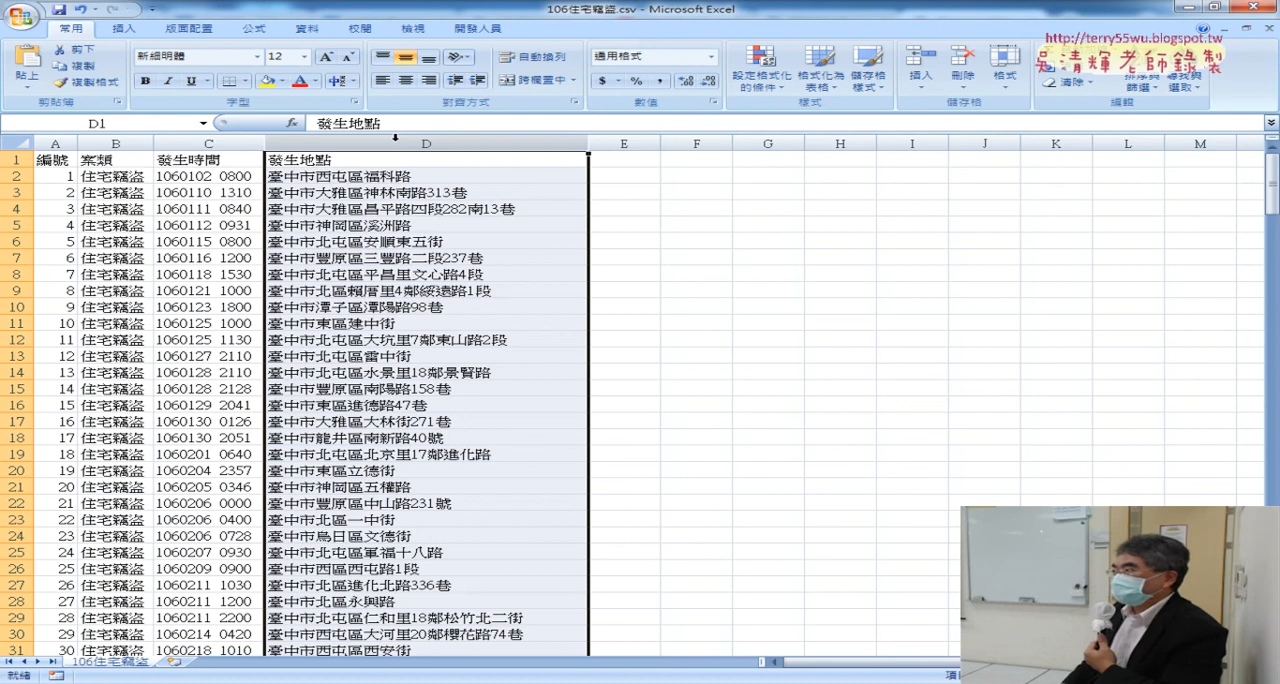 106住宅竊盜.csv - Microsoft Excel
常用 插入 版面配置 公式 資料 校閱 檢視 開發人員
http://terry55wu.blogspot.tw
吳清輝老師錄製
貼上 剪下 複製 複製格式 剪貼簿
新細明體 12 字型
自動換列 跨欄置中 對齊方式
通用格式 數值
設定格式化的條件 格式化為表格 儲存格樣式 樣式
插入 刪除 格式 儲存格
清除 排序與篩選 尋找與選取 編輯
D1 fx 發生地點
A B C D E F G H I J K L M
1 編號 案類 發生時間 發生地點
2 1 住宅竊盜 1060102 0800 臺中市西屯區福科路
3 2 住宅竊盜 1060110 1310 臺中市大雅區神林南路313巷
4 3 住宅竊盜 1060111 0840 臺中市大雅區昌平路四段282南13巷
5 4 住宅竊盜 1060112 0931 臺中市神岡區溪洲路
6 5 住宅竊盜 1060115 0800 臺中市北屯區安順東五街
7 6 住宅竊盜 1060116 1200 臺中市豐原區三豐路二段237巷
8 7 住宅竊盜 1060118 1530 臺中市北屯區平昌里文心路4段
9 8 住宅竊盜 1060121 1000 臺中市北區賴厝里4鄰綏遠路1段
10 9 住宅竊盜 1060123 1800 臺中市潭子區潭陽路98巷
11 10 住宅竊盜 1060125 1000 臺中市東區建中街
12 11 住宅竊盜 1060125 1130 臺中市北屯區大坑里7鄰東山路2段
13 12 住宅竊盜 1060127 2110 臺中市北屯區雷中街
14 13 住宅竊盜 1060128 2110 臺中市北屯區水景里18鄰景賢路
15 14 住宅竊盜 1060128 2128 臺中市豐原區南陽路158巷
16 15 住宅竊盜 1060129 2041 臺中市東區進德路47巷
17 16 住宅竊盜 1060130 0126 臺中市大雅區大林街271巷
18 17 住宅竊盜 1060130 2051 臺中市龍井區南新路40號
19 18 住宅竊盜 1060201 0640 臺中市北屯區北京里17鄰進化路
20 19 住宅竊盜 1060204 2357 臺中市東區立德街
21 20 住宅竊盜 1060205 0346 臺中市神岡區五權路
22 21 住宅竊盜 1060206 0000 臺中市豐原區中山路231號
23 22 住宅竊盜 1060206 0400 臺中市北區一中街
24 23 住宅竊盜 1060206 0728 臺中市烏日區文德街
25 24 住宅竊盜 1060207 0930 臺中市北屯區軍福十八路
26 25 住宅竊盜 1060209 0900 臺中市西區西屯路1段
27 26 住宅竊盜 1060211 1030 臺中市北區進化北路336巷
28 27 住宅竊盜 1060211 1200 臺中市北區永興路
29 28 住宅竊盜 1060211 2200 臺中市北屯區仁和里18鄰松竹北二街
30 29 住宅竊盜 1060214 0420 臺中市西屯區大河里20鄰櫻花路74巷
31 30 住宅竊盜 1060218 1010 臺中市西屯區西安街
106住宅竊盜
就緒